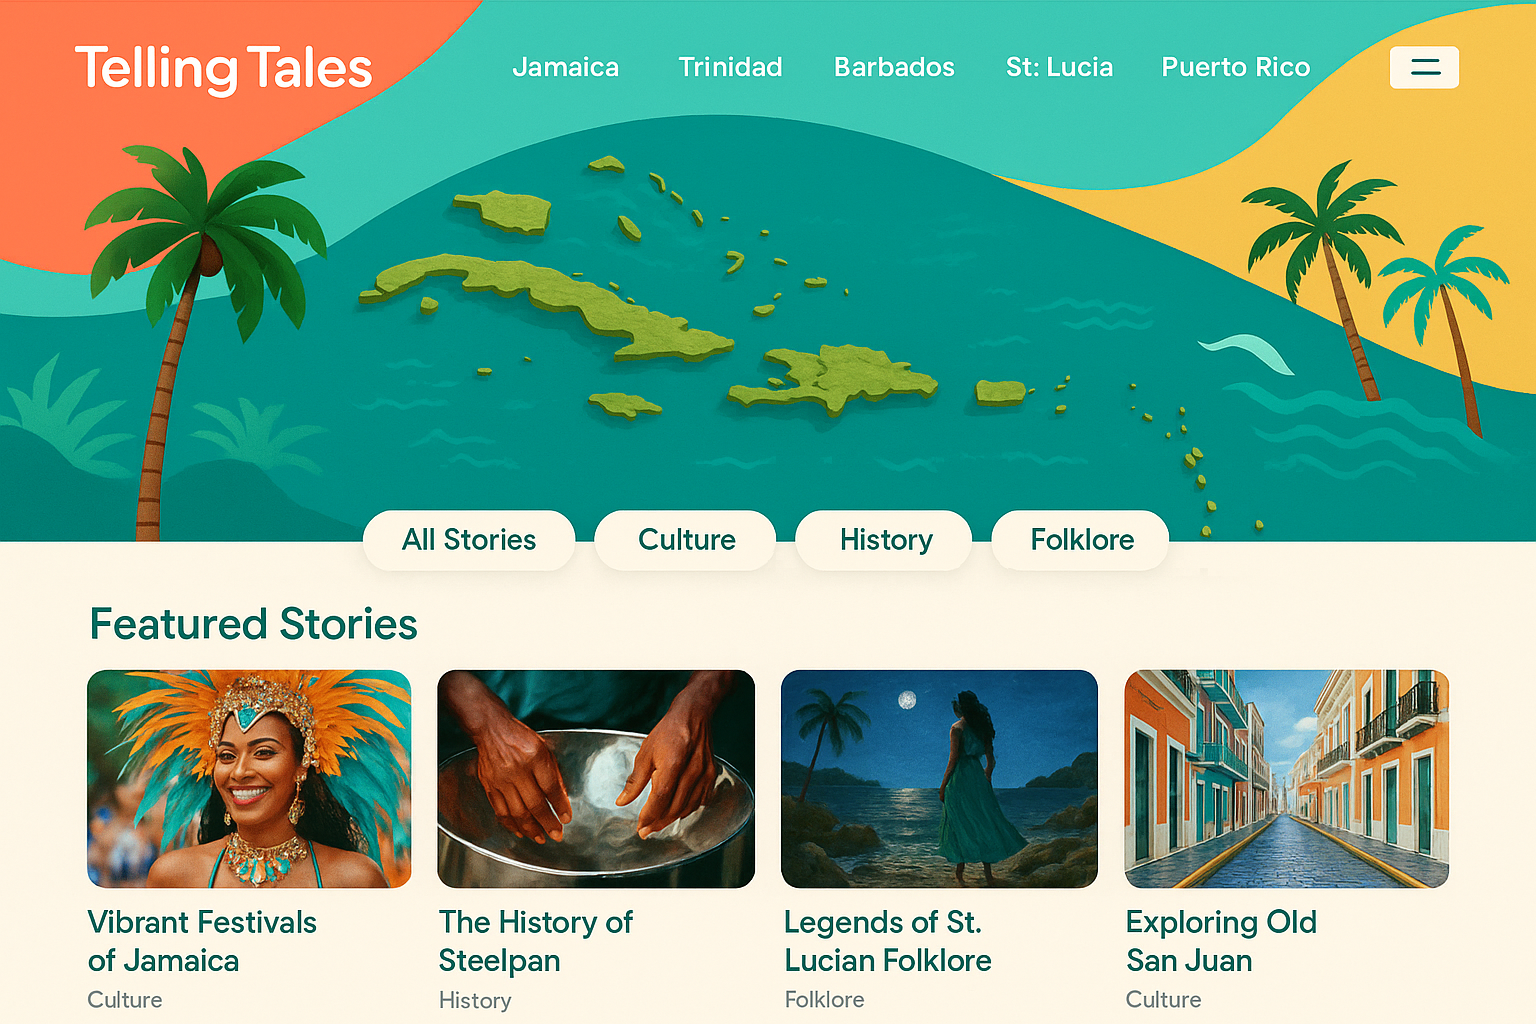 Telling Tales
Jamaica
Trinidad
Barbados
St: Lucia
Puerto Rico
All Stories
Culture
History
Folklore
Featured Stories
Vibrant Festivals
of Jamaica
Culture
The History of
Steelpan
History
Legends of St.
Lucian Folklore
Folklore
Exploring Old
San Juan
Culture